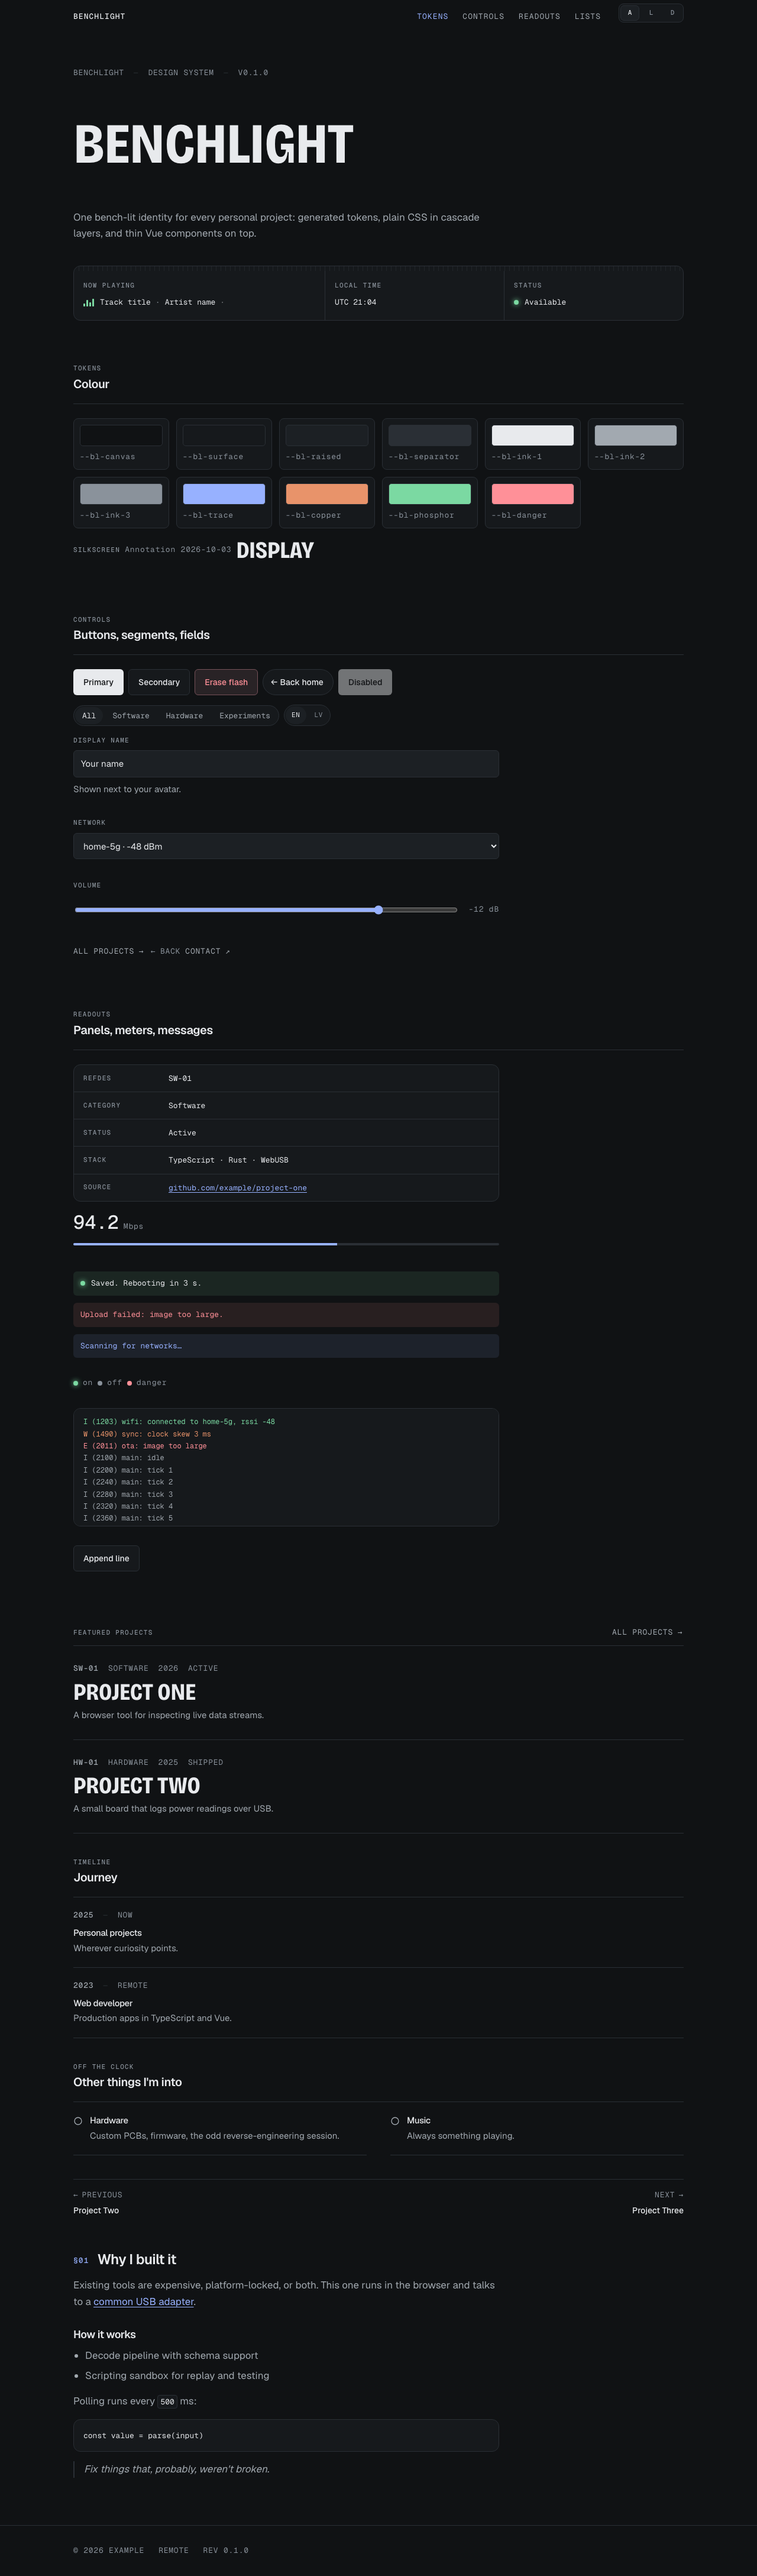 BENCHLIGHT
TOKENS CONTROLS READOUTS LISTS A L D
BENCHLIGHT · DESIGN SYSTEM · V0.1.0
BENCHLIGHT
One bench-lit identity for every personal project: generated tokens, plain CSS in cascade
layers, and thin Vue components on top.
NOW PLAYING
Track title · Artist name ·
LOCAL TIME
UTC 21:04
STATUS
Available
TOKENS
Colour
--bl-canvas
--bl-surface
--bl-raised
--bl-separator
--bl-ink-1
--bl-ink-2
--bl-ink-3
--bl-trace
--bl-copper
--bl-phosphor
--bl-danger
SILKSCREEN Annotation 2026-10-03 DISPLAY
CONTROLS
Buttons, segments, fields
Primary Secondary Erase flash ← Back home Disabled
All Software Hardware Experiments EN LV
DISPLAY NAME
Your name
Shown next to your avatar.
NETWORK
home-5g · -48 dBm
VOLUME
−12 dB
ALL PROJECTS → ← BACK CONTACT ↗
READOUTS
Panels, meters, messages
REFDES SW-01
CATEGORY Software
STATUS Active
STACK TypeScript · Rust · WebUSB
SOURCE github.com/example/project-one
94.2 Mbps
Saved. Rebooting in 3 s.
Upload failed: image too large.
Scanning for networks…
on off danger
I (1203) wifi: connected to home-5g, rssi -48
W (1490) sync: clock skew 3 ms
E (2011) ota: image too large
I (2100) main: idle
I (2200) main: tick 1
I (2240) main: tick 2
I (2280) main: tick 3
I (2320) main: tick 4
I (2360) main: tick 5
Append line
FEATURED PROJECTS
ALL PROJECTS →
SW-01 SOFTWARE 2026 ACTIVE
PROJECT ONE
A browser tool for inspecting live data streams.
HW-01 HARDWARE 2025 SHIPPED
PROJECT TWO
A small board that logs power readings over USB.
TIMELINE
Journey
2025 · NOW
Personal projects
Wherever curiosity points.
2023 · REMOTE
Web developer
Production apps in TypeScript and Vue.
OFF THE CLOCK
Other things I'm into
Hardware
Custom PCBs, firmware, the odd reverse-engineering session.
Music
Always something playing.
← PREVIOUS
Project Two
NEXT →
Project Three
§01 Why I built it
Existing tools are expensive, platform-locked, or both. This one runs in the browser and talks
to a common USB adapter.
How it works
• Decode pipeline with schema support
• Scripting sandbox for replay and testing
Polling runs every 500 ms:
const value = parse(input)
Fix things that, probably, weren't broken.
© 2026 EXAMPLE REMOTE REV 0.1.0